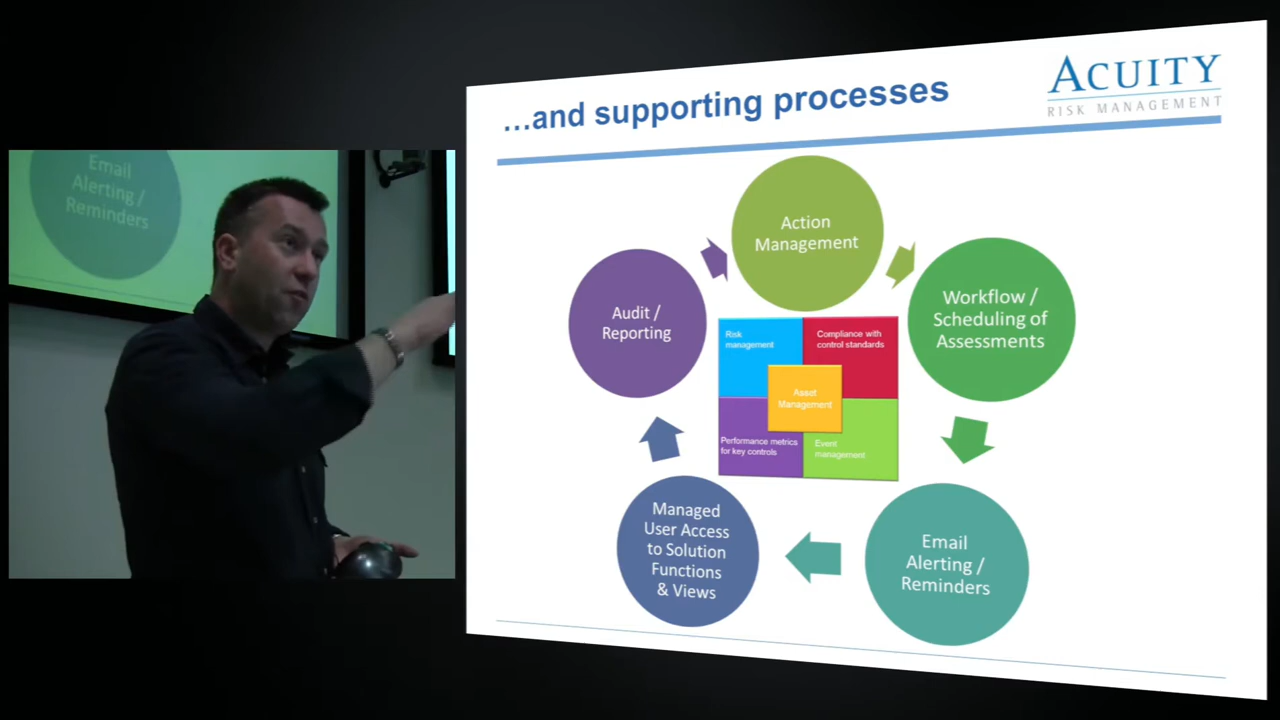 …and supporting processes
ACUITY
RISK MANAGEMENT
Action
Management
Workflow /
Scheduling of
Assessments
Email
Alerting /
Reminders
Managed
User Access
to Solution
Functions
& Views
Audit /
Reporting
Risk
management
Compliance with
control standards
Asset
Management
Performance metrics
for key controls
Event
management
Email
Alerting /
Reminders